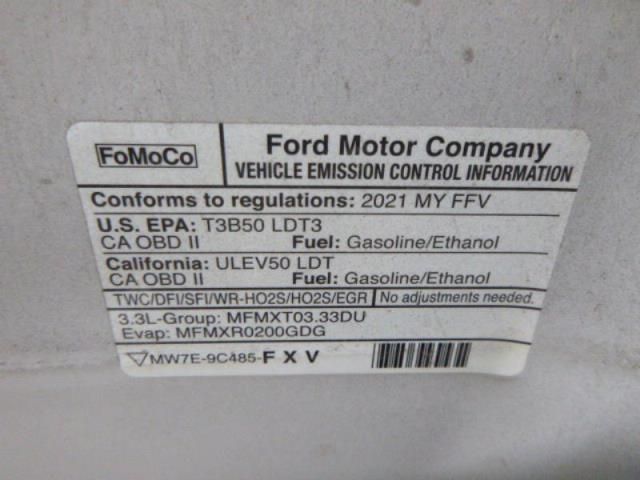 FoMoCo
Ford Motor Company
VEHICLE EMISSION CONTROL INFORMATION
Conforms to regulations: 2021 MY FFV
U.S. EPA: T3B50 LDT3
CA OBD II Fuel: Gasoline/Ethanol
California: ULEV50 LDT
CA OBD II Fuel: Gasoline/Ethanol
TWC/DFI/SFI/WR-HO2S/HO2S/EGR No adjustments needed.
3.3L-Group: MFMXT03.33DU
Evap: MFMXR0200GDG
MW7E-9C485-F X V